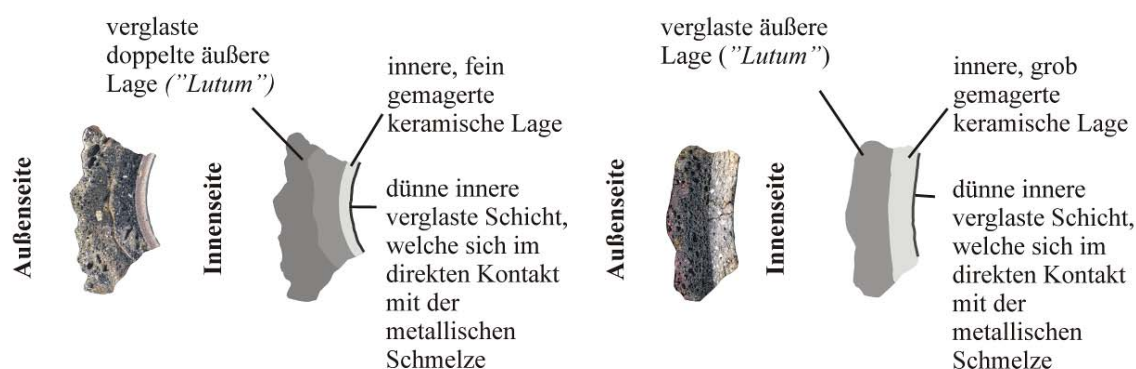 verglaste
doppelte äußere
Lage ("Lutum")
innere, fein
gemagerte
keramische Lage
dünne innere
verglaste Schicht,
welche sich im
direkten Kontakt
mit der
metallischen
Schmelze
Außenseite
Innenseite
verglaste äußere
Lage ("Lutum")
innere, grob
gemagerte
keramische Lage
dünne innere
verglaste Schicht,
welche sich im
direkten Kontakt
mit der
metallischen
Schmelze
Außenseite
Innenseite